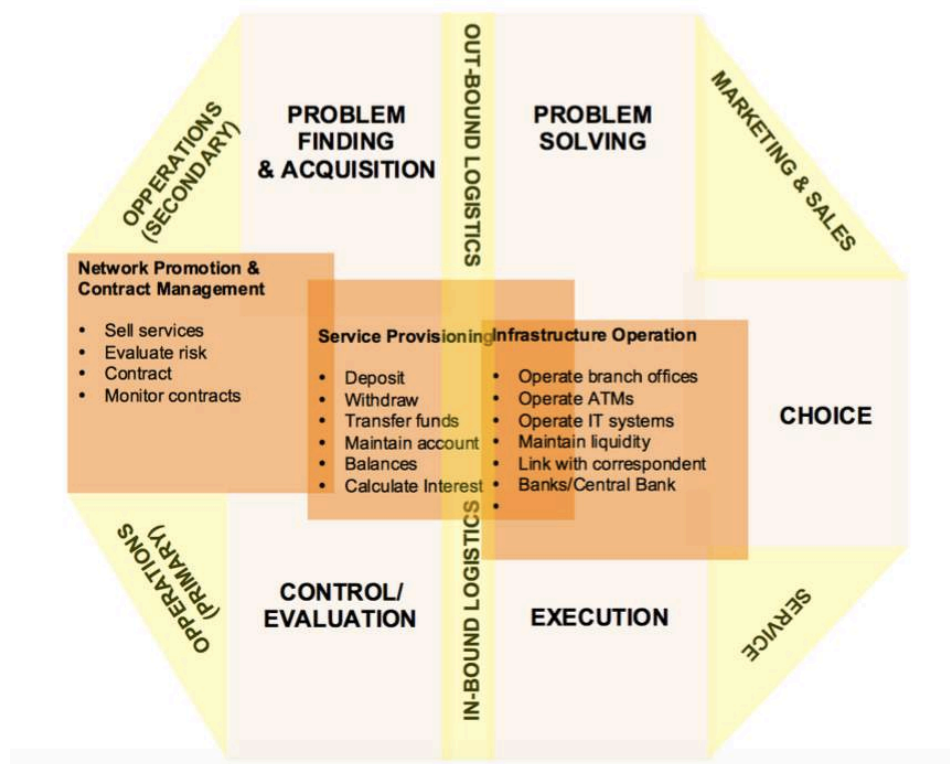 OPPERATIONS
(SECONDARY)
PROBLEM
FINDING
& ACQUISITION
OUT-BOUND LOGISTICS
PROBLEM
SOLVING
MARKETING & SALES
Network Promotion &
Contract Management
• Sell services
• Evaluate risk
• Contract
• Monitor contracts
Service Provisioning
• Deposit
• Withdraw
• Transfer funds
• Maintain account
• Balances
• Calculate Interest
Infrastructure Operation
• Operate branch offices
• Operate ATMs
• Operate IT systems
• Maintain liquidity
• Link with correspondent
• Banks/Central Bank
•
CHOICE
OPPERATIONS
(PRIMARY)
CONTROL/
EVALUATION
IN-BOUND LOGISTICS
EXECUTION
SERVICE